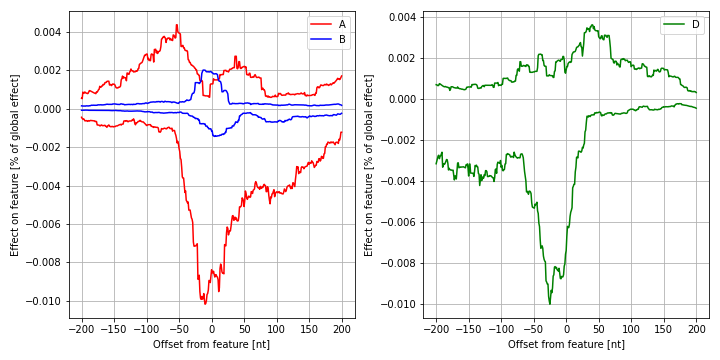 A
B
0.004
0.002
0.000
−0.002
−0.004
−0.006
−0.008
−0.010
Effect on feature [% of global effect]
−200 −150 −100 −50 0 50 100 150 200
Offset from feature [nt]
D
0.004
0.002
0.000
−0.002
−0.004
−0.006
−0.008
−0.010
Effect on feature [% of global effect]
−200 −150 −100 −50 0 50 100 150 200
Offset from feature [nt]